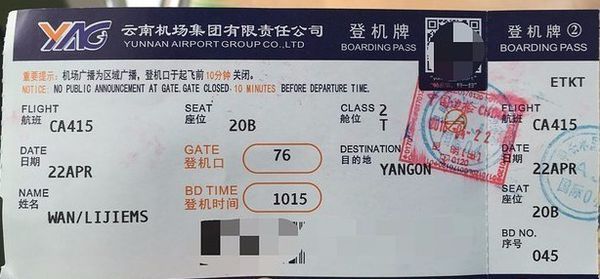 YAG 云南机场集团有限责任公司 登机牌 登机牌②
YUNNAN AIRPORT GROUP CO.,LTD BOARDING PASS BOARDING PASS
重要提示：机场广播为区域广播，登机口于起飞前10分钟关闭。
NOTICE: NO PUBLIC ANNOUNCEMENT AT GATE.GATE CLOSED 10 MINUTES BEFORE DEPARTURE TIME. ETKT
FLIGHT SEAT CLASS 2 FLIGHT
航班 CA415 座位 20B 舱位 T 航班 CA415
DATE GATE DESTINATION DATE
日期 登机口 76 目的地 YANGON 日期
22APR 22APR
NAME BD TIME SEAT
姓名 登机时间 1015 座位
WAN/LIJIEMS 20B
BD NO.
序号 045